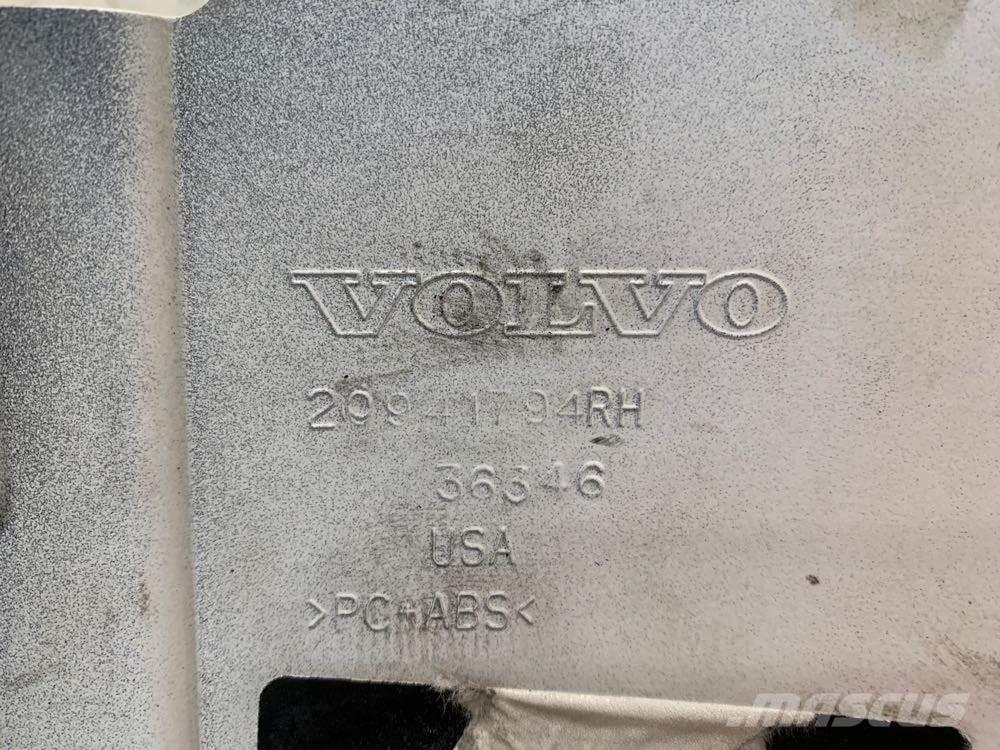 VOLVO
20941794RH
36346
USA
>PC+ABS<
MASCUS